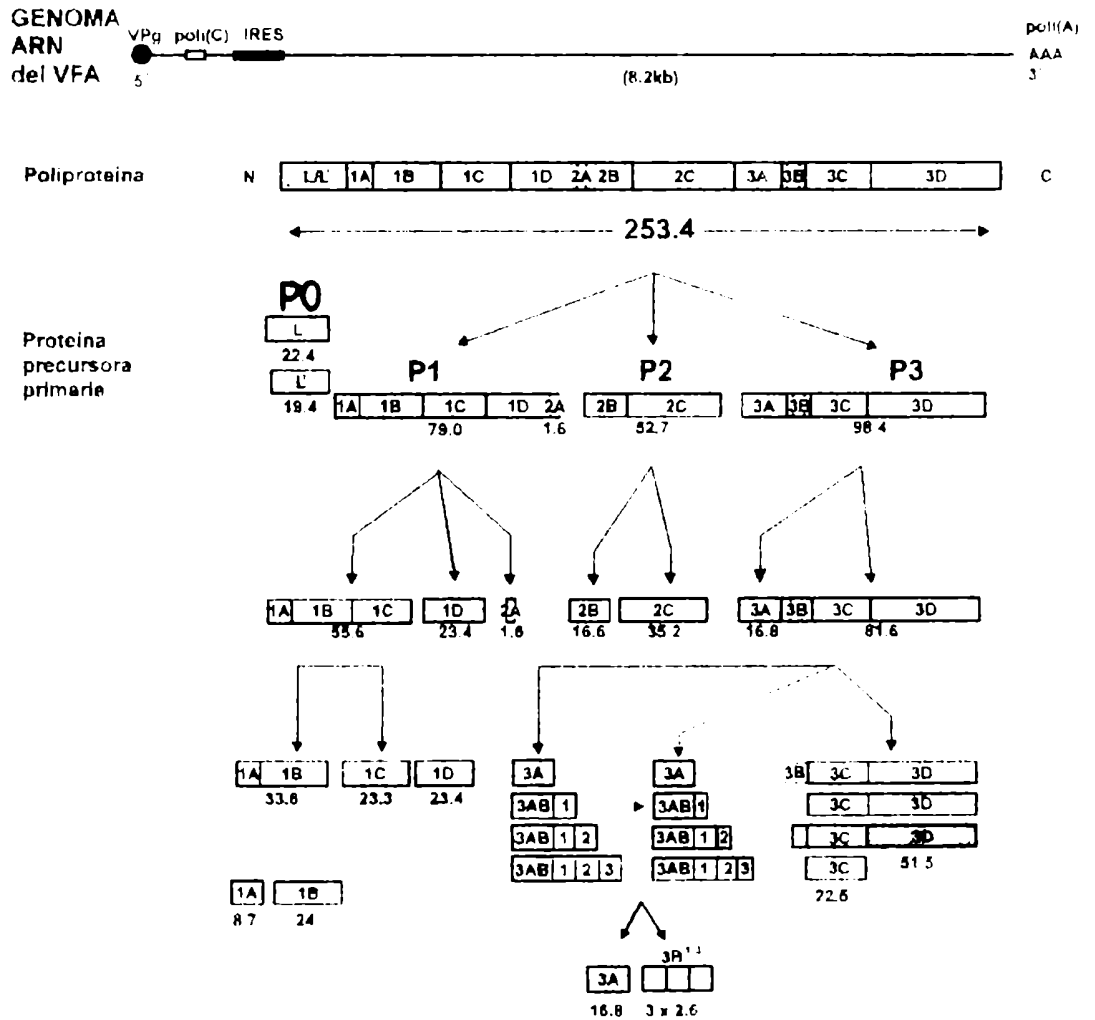 GENOMA
ARN
del VFA
VPg poli(C) IRES
poli(A)
AAA
5'
(8.2kb)
3'
Poliproteina N L/L' 1A 1B 1C 1D 2A 2B 2C 3A 3B 3C 3D C
253.4
P0
L
22.4
L'
19.4
Proteina
precursora
primaria
P1 P2 P3
1A 1B 1C 1D 2A 2B 2C 3A 3B 3C 3D
79.0 1.6 52.7 98.4
1A 1B 1C 1D 2A 2B 2C 3A 3B 3C 3D
55.6 23.4 1.6 16.6 35.2 16.8 81.6
1A 1B 1C 1D 3A 3A 3B 3C 3D
33.6 23.3 23.4
3AB 1 3AB 1 3C 3D
3AB 1 2 3AB 1 2 3C 3D
51.5
3AB 1 2 3 3AB 1 2 3 3C
22.6
1A 1B
8.7 24
3B
3A
16.8 3 x 2.6